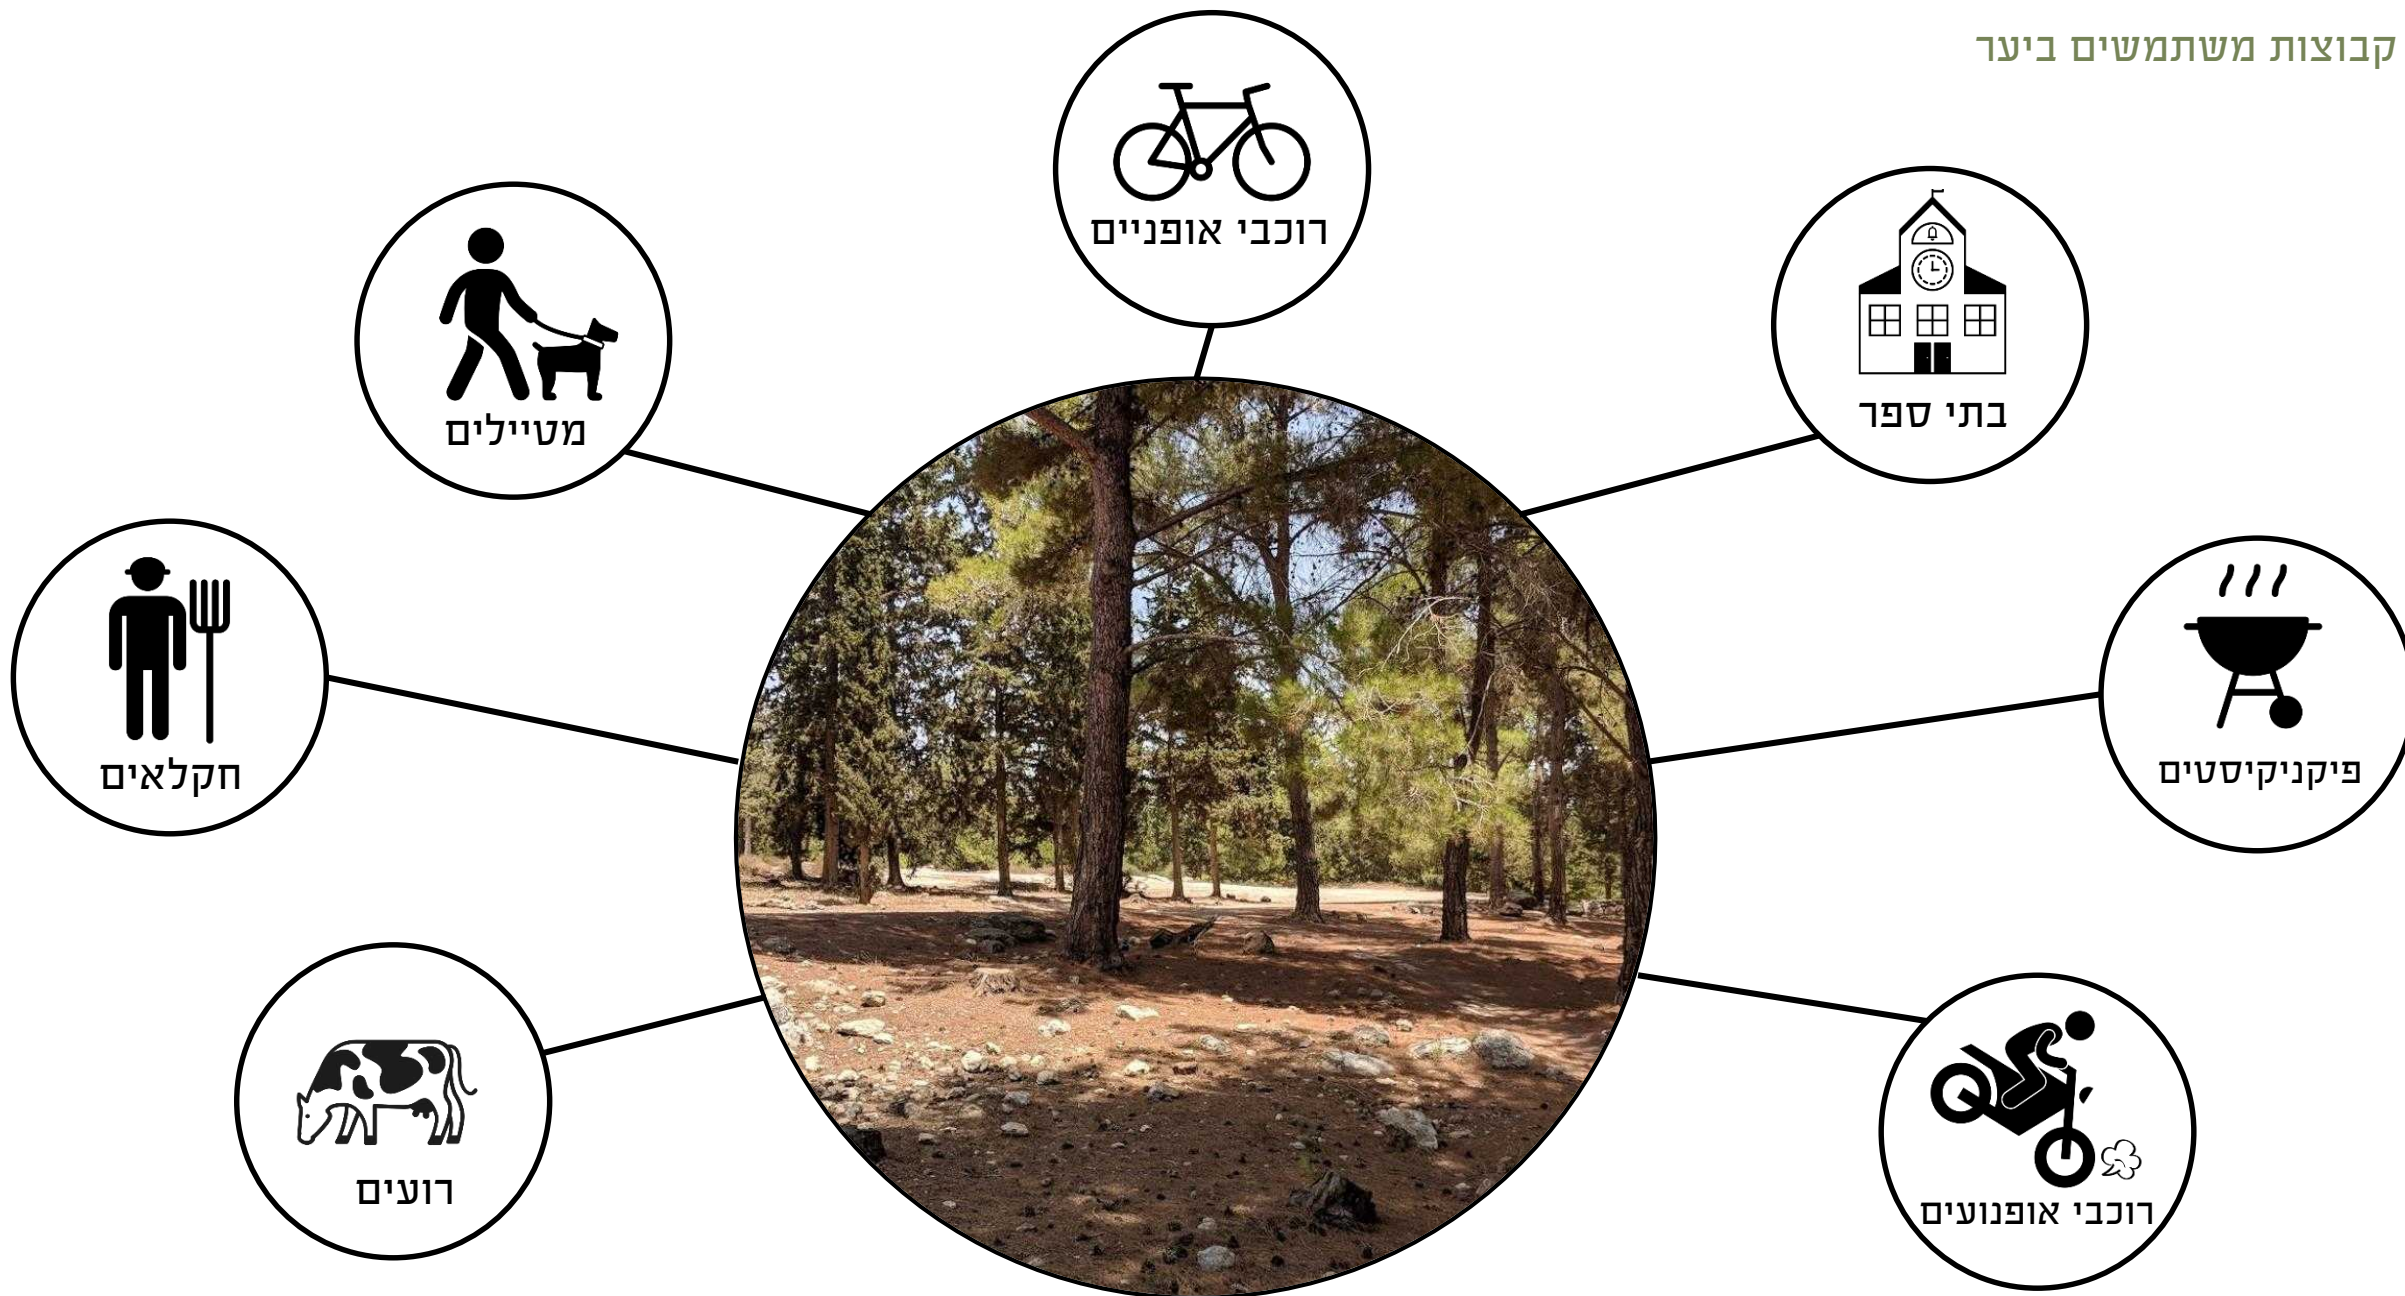 קבוצות משתמשים ביער
רוכבי אופניים
בתי ספר
מטיילים
פיקניקיסטים
חקלאים
רועים
רוכבי אופנועים